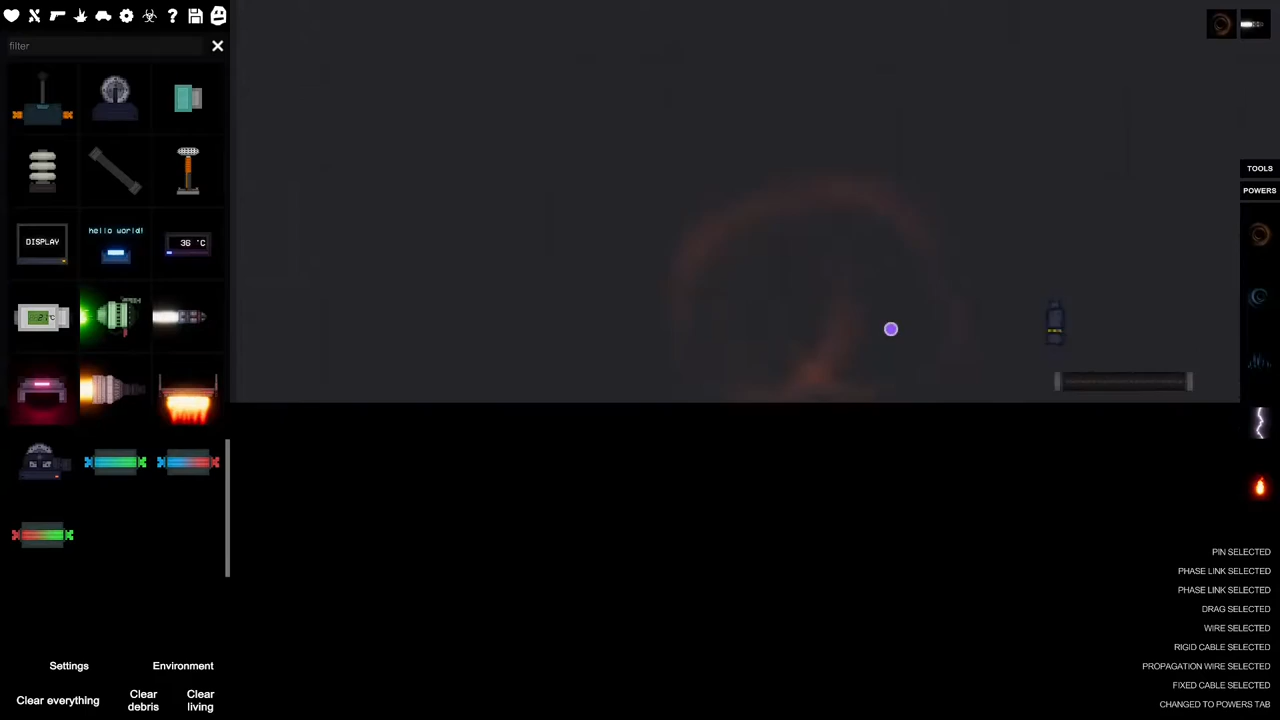 filter
DISPLAY
hello world!
36 °C
TOOLS
POWERS
PIN SELECTED
PHASE LINK SELECTED
PHASE LINK SELECTED
DRAG SELECTED
WIRE SELECTED
RIGID CABLE SELECTED
PROPAGATION WIRE SELECTED
FIXED CABLE SELECTED
CHANGED TO POWERS TAB
Settings
Environment
Clear everything
Clear
debris
Clear
living